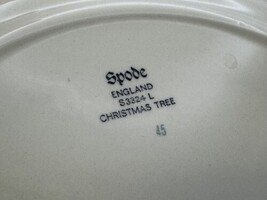 Spode
ENGLAND
S3324 L
CHRISTMAS TREE
45